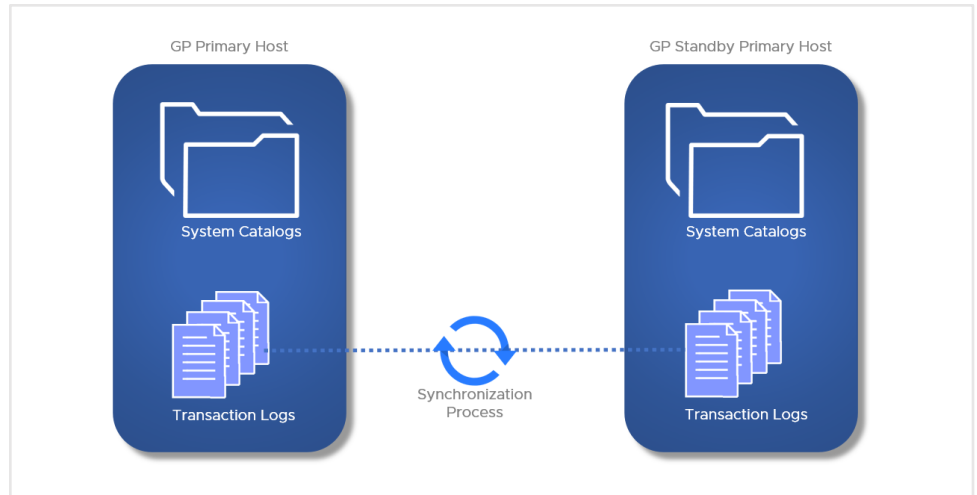 GP Primary Host
GP Standby Primary Host
System Catalogs
System Catalogs
Synchronization
Process
Transaction Logs
Transaction Logs